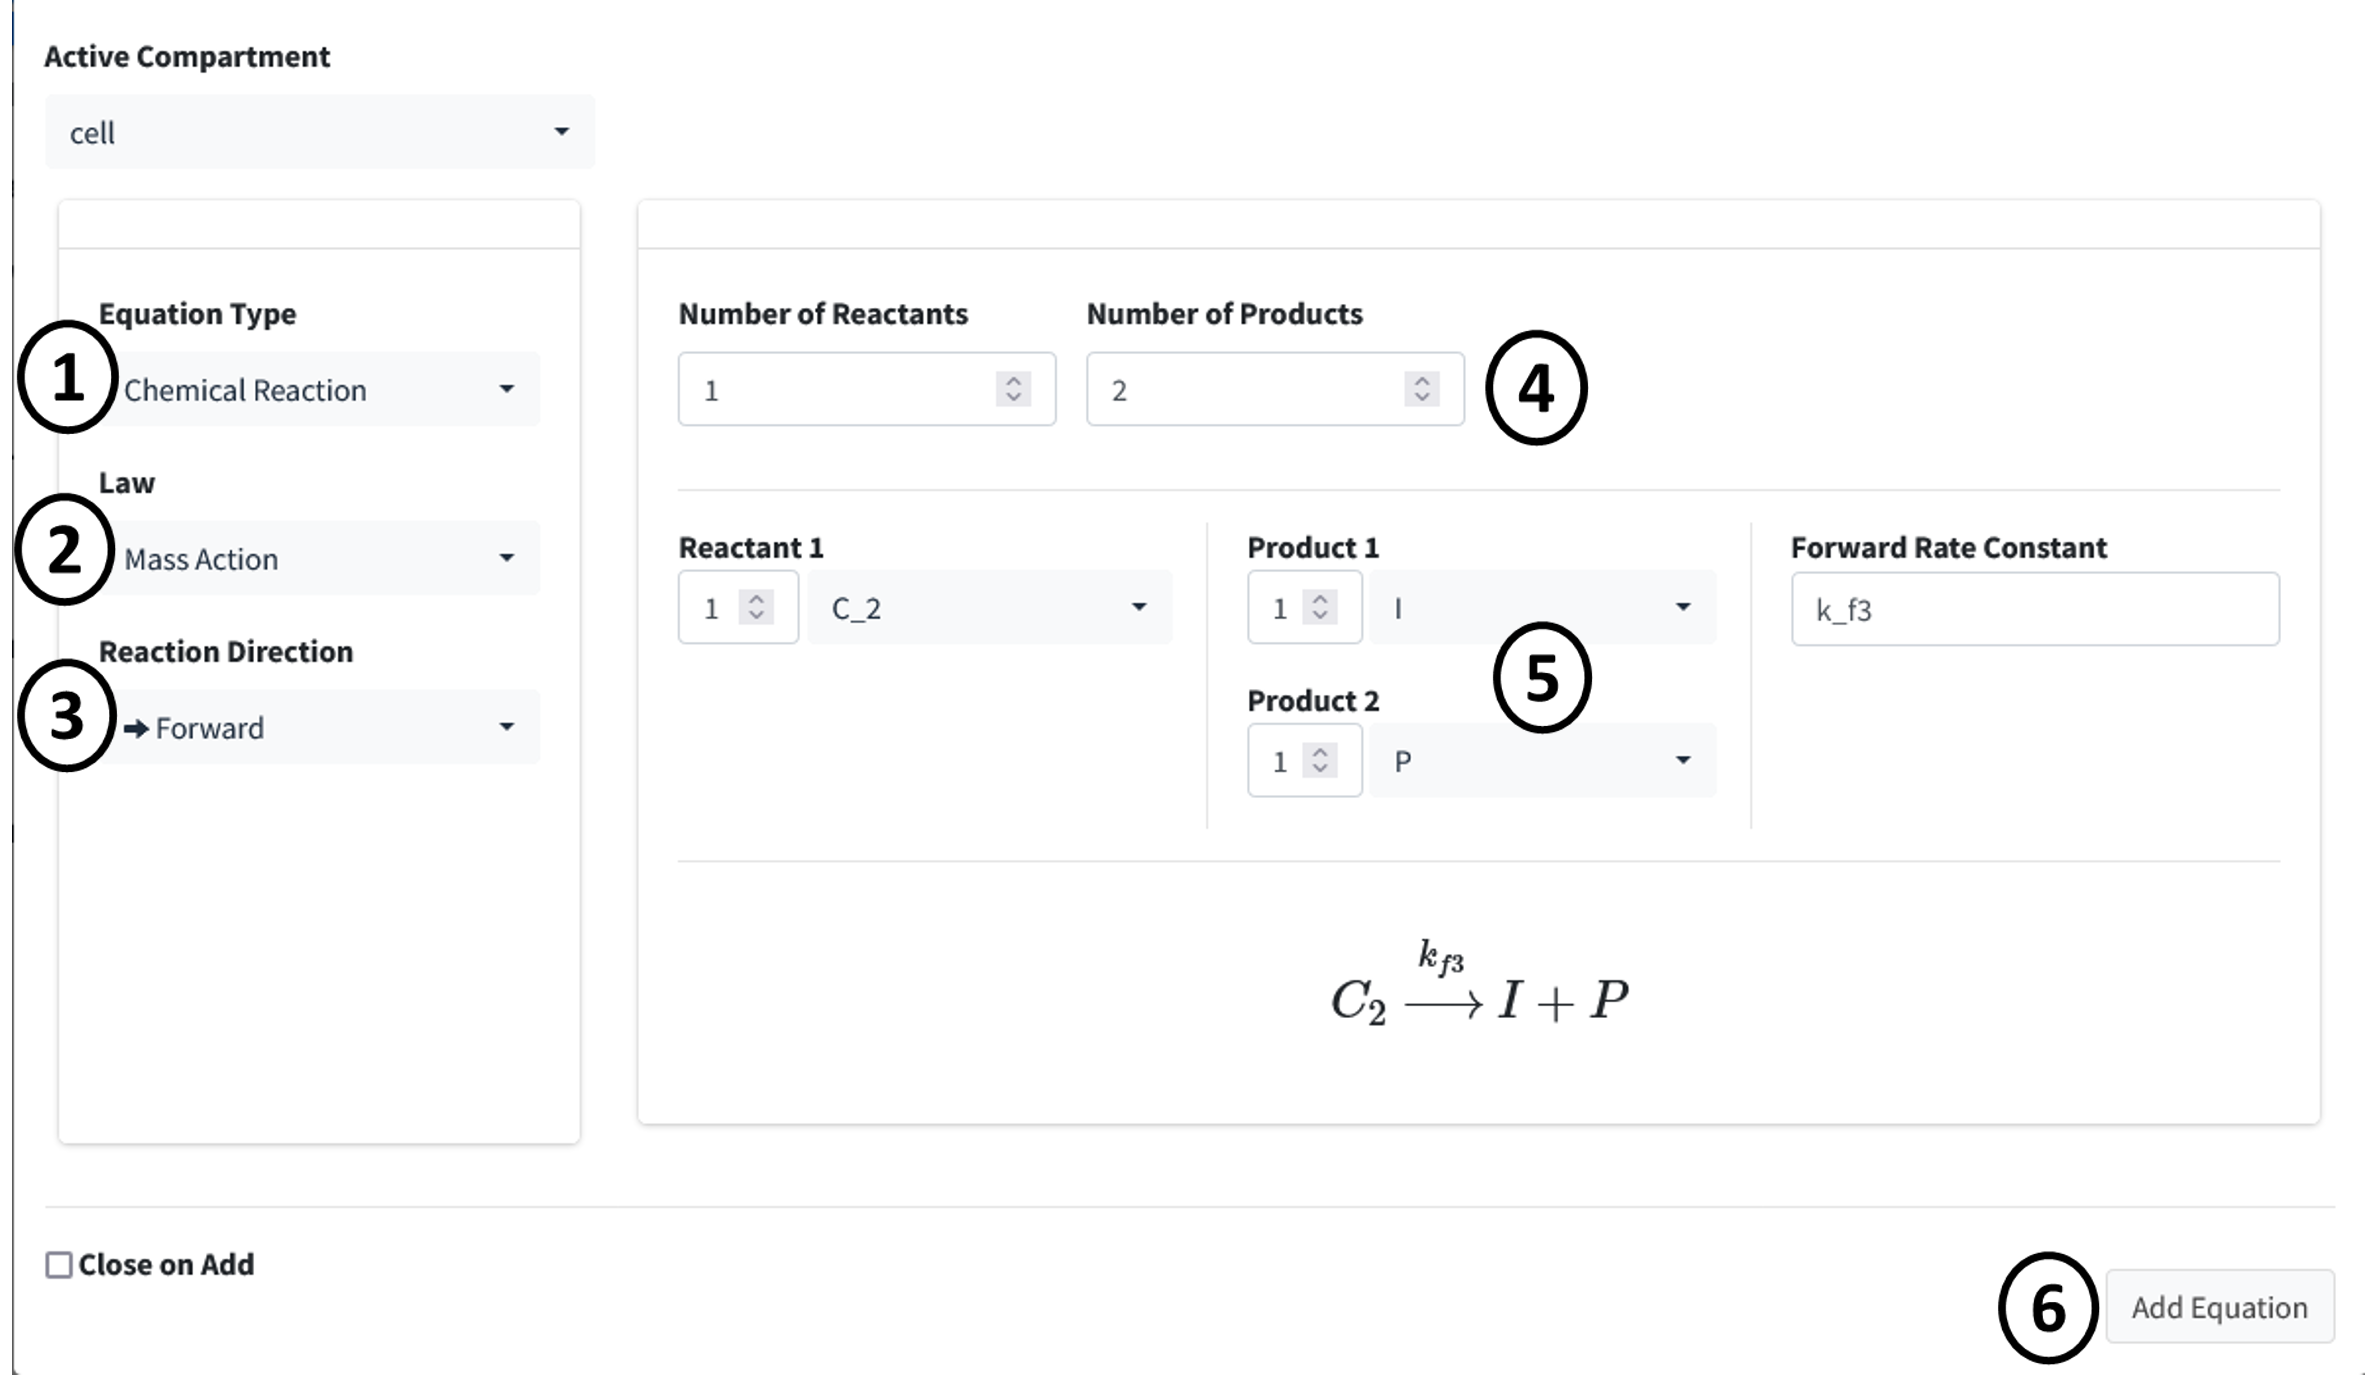 Active Compartment
cell
Equation Type
1 Chemical Reaction
Law
2 Mass Action
Reaction Direction
3 Forward
Number of Reactants Number of Products
1 2 4
Reactant 1 Product 1 Forward Rate Constant
1 C_2 1 I k_f3
5
Product 2
1 P
k_{f3}
C_2 ⟶ I + P
Close on Add
6 Add Equation